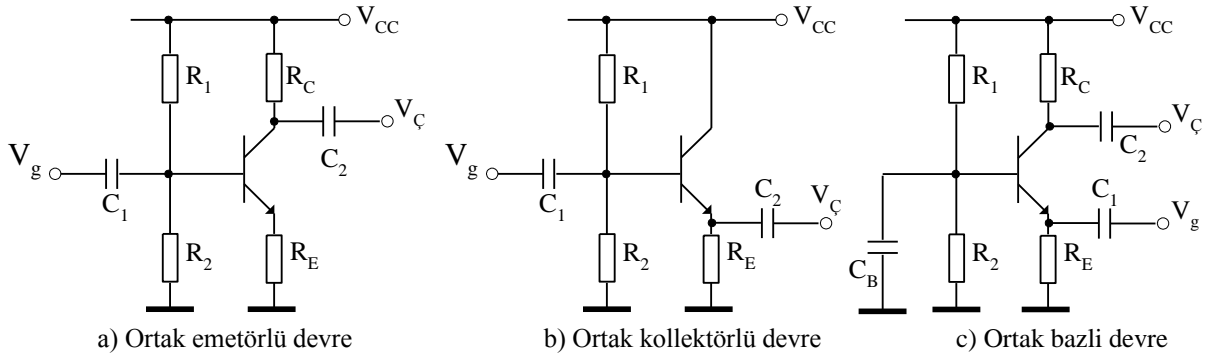 V_CC
R_1
R_C
V_Ç
C_2
V_g
C_1
R_2
R_E
a) Ortak emetörlü devre
V_CC
R_1
V_g
C_1
C_2
V_Ç
R_2
R_E
b) Ortak kollektörlü devre
V_CC
R_1
R_C
V_Ç
C_2
C_1
V_g
C_B
R_2
R_E
c) Ortak bazli devre